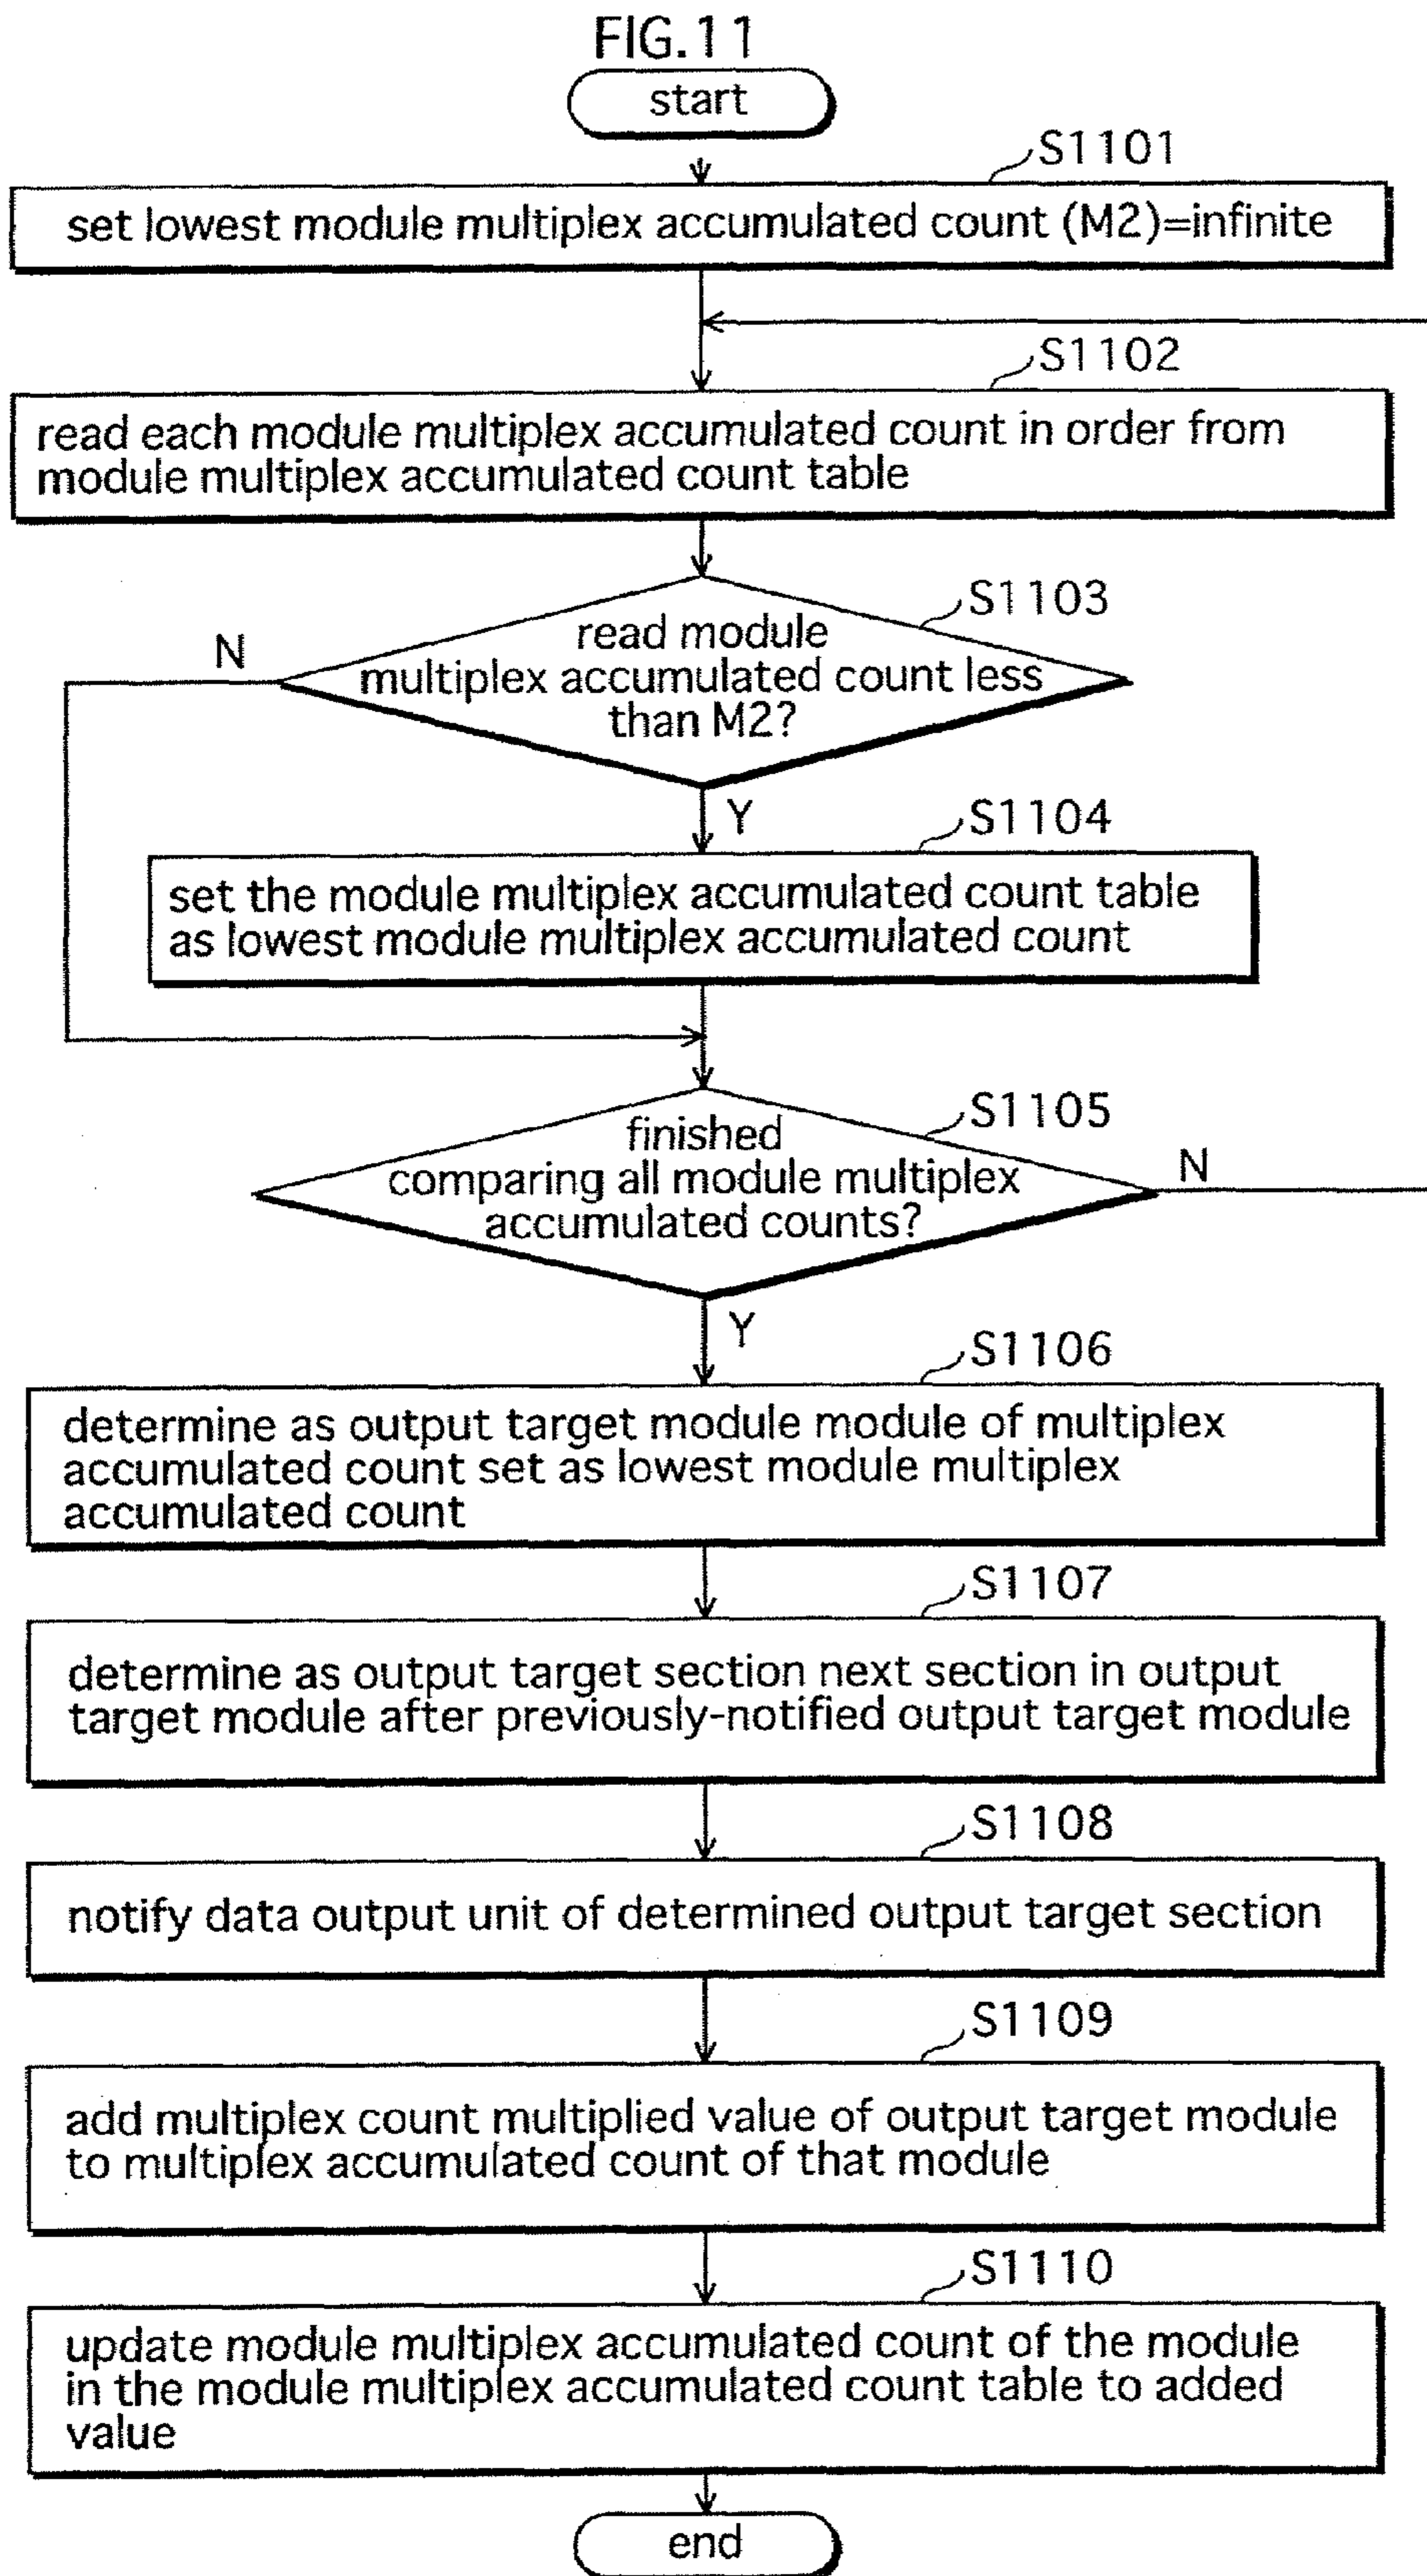 FIG.11
start
S1101
set lowest module multiplex accumulated count (M2)=infinite
S1102
read each module multiplex accumulated count in order from
module multiplex accumulated count table
S1103
N
read module
multiplex accumulated count less
than M2?
Y
S1104
set the module multiplex accumulated count table
as lowest module multiplex accumulated count
S1105
finished
comparing all module multiplex
accumulated counts?
N
Y
S1106
determine as output target module module of multiplex
accumulated count set as lowest module multiplex
accumulated count
S1107
determine as output target section next section in output
target module after previously-notified output target module
S1108
notify data output unit of determined output target section
S1109
add multiplex count multiplied value of output target module
to multiplex accumulated count of that module
S1110
update module multiplex accumulated count of the module
in the module multiplex accumulated count table to added
value
end